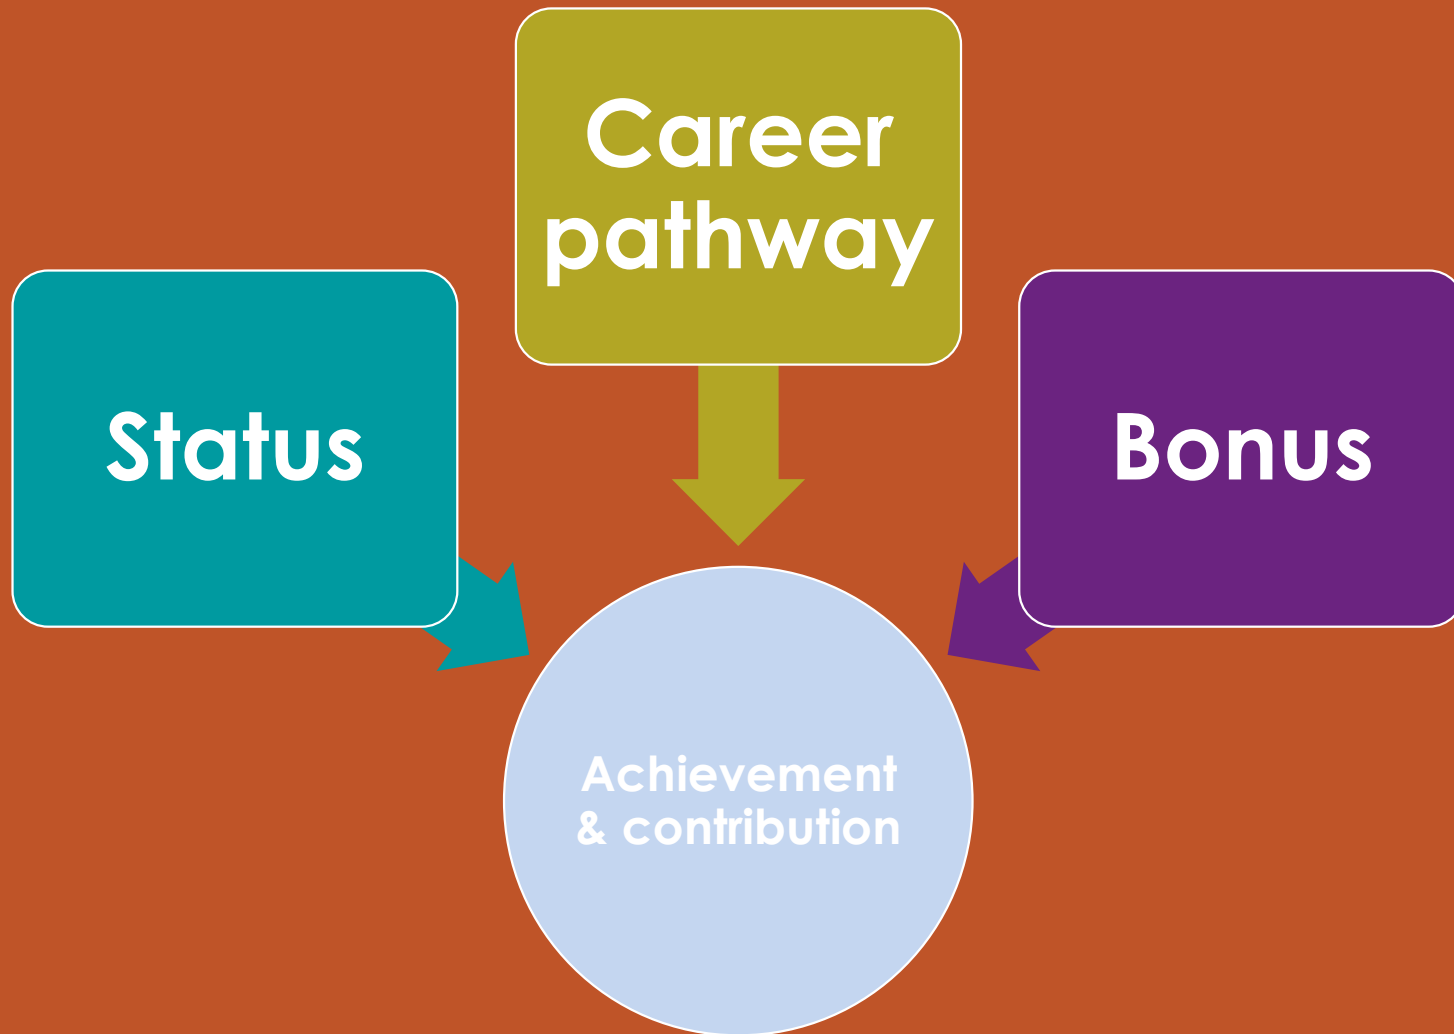 Career
pathway
Status
Bonus
Achievement
& contribution